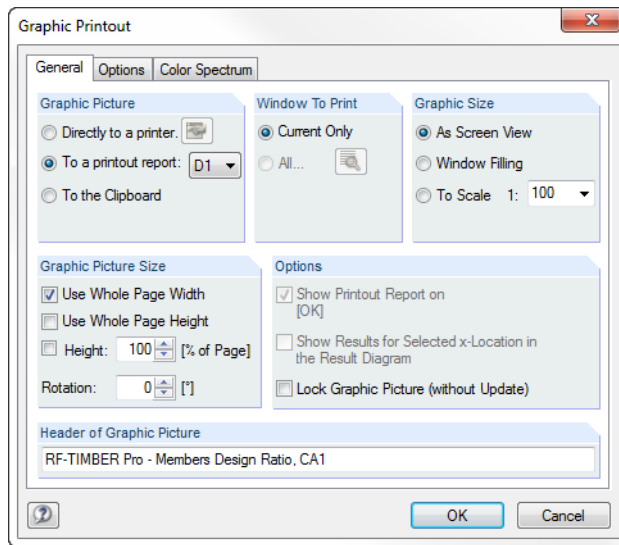 Graphic Printout
General Options Color Spectrum
Graphic Picture Window To Print Graphic Size
Directly to a printer. Current Only As Screen View
To a printout report: D1 All... Window Filling
To the Clipboard To Scale 1: 100
Graphic Picture Size Options
Use Whole Page Width Show Printout Report on
[OK]
Use Whole Page Height Show Results for Selected x-Location in
Height: 100 [% of Page] the Result Diagram
Rotation: 0 [°] Lock Graphic Picture (without Update)
Header of Graphic Picture
RF-TIMBER Pro - Members Design Ratio, CA1
OK Cancel